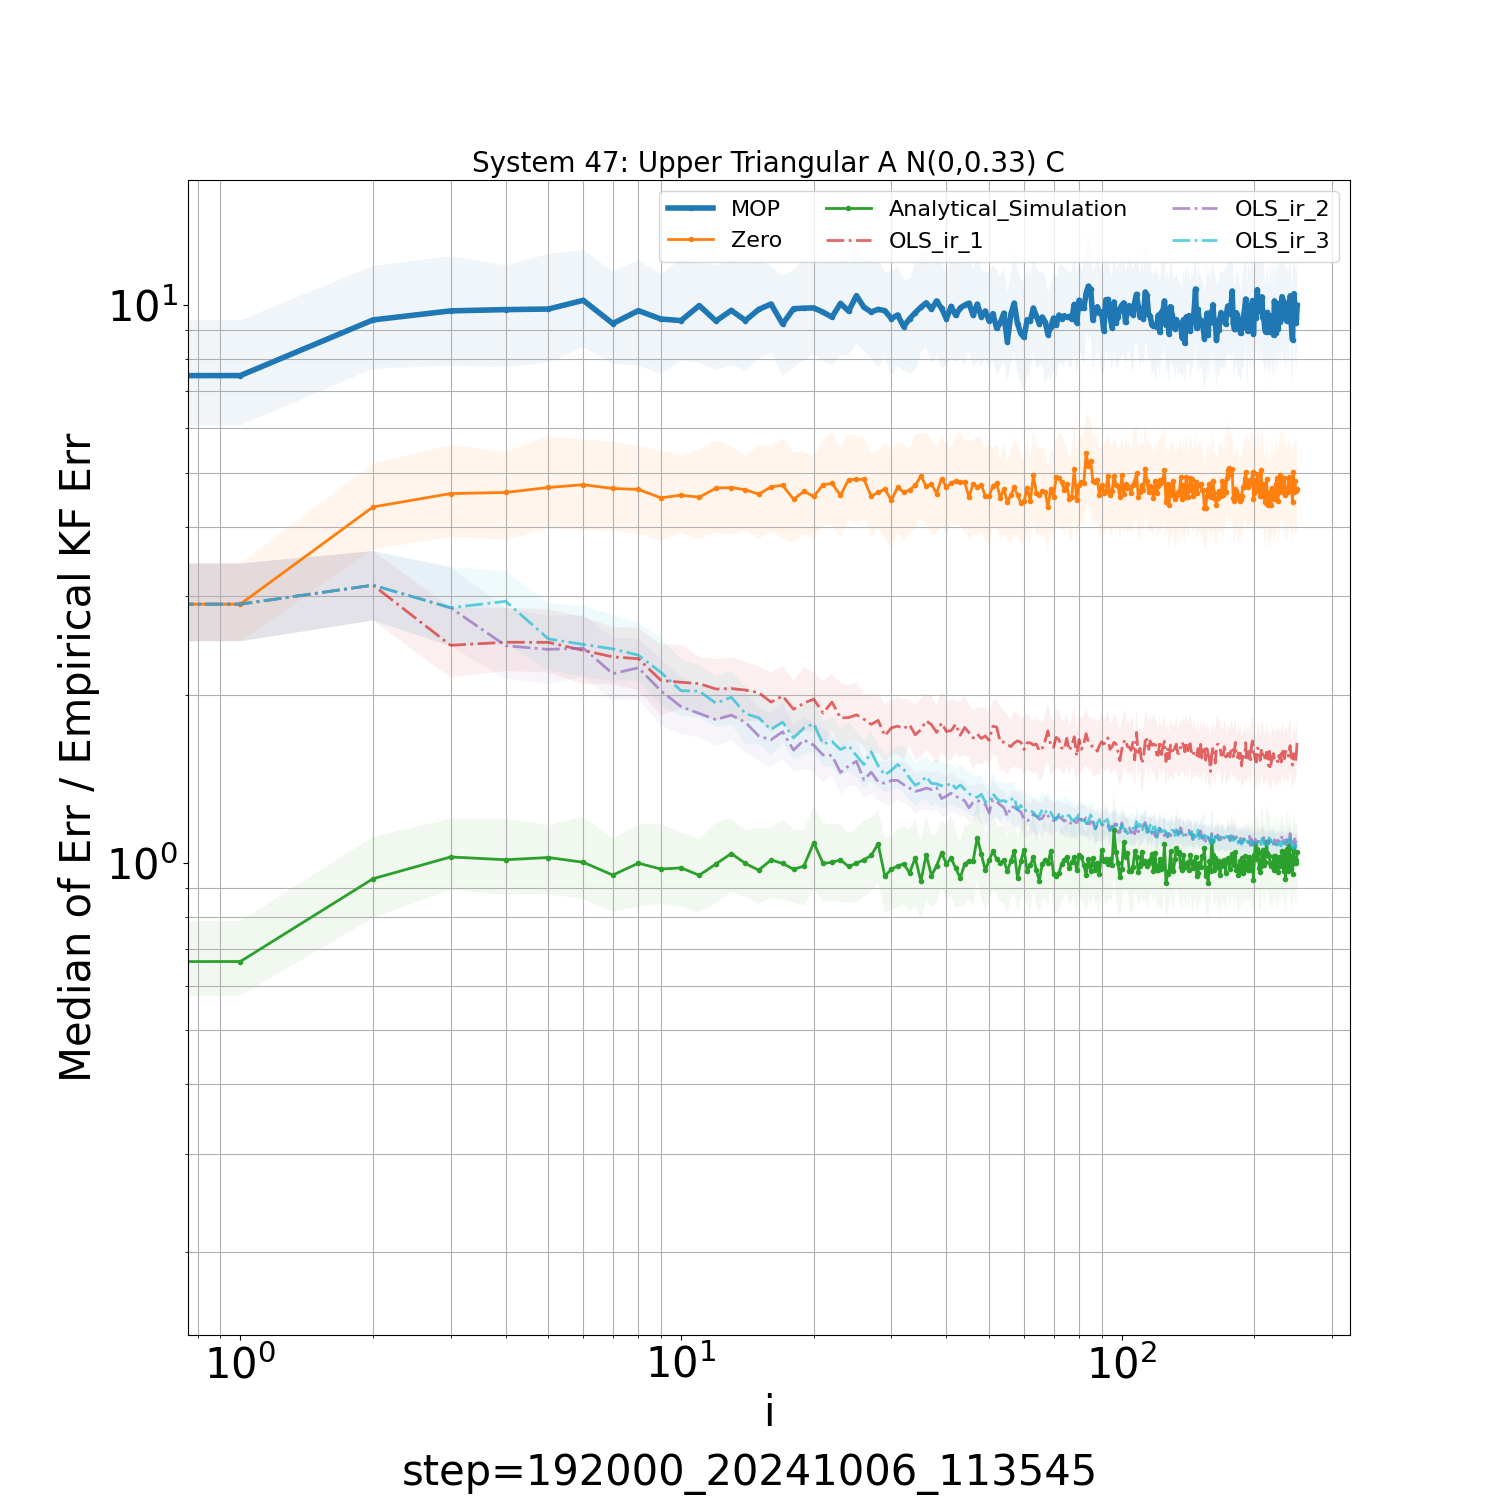 System 47: Upper Triangular A N(0,0.33) C
MOP
Zero
Analytical_Simulation
OLS_ir_1
OLS_ir_2
OLS_ir_3
10¹
10⁰
Median of Err / Empirical KF Err
10⁰ 10¹ 10²
i
step=192000_20241006_113545